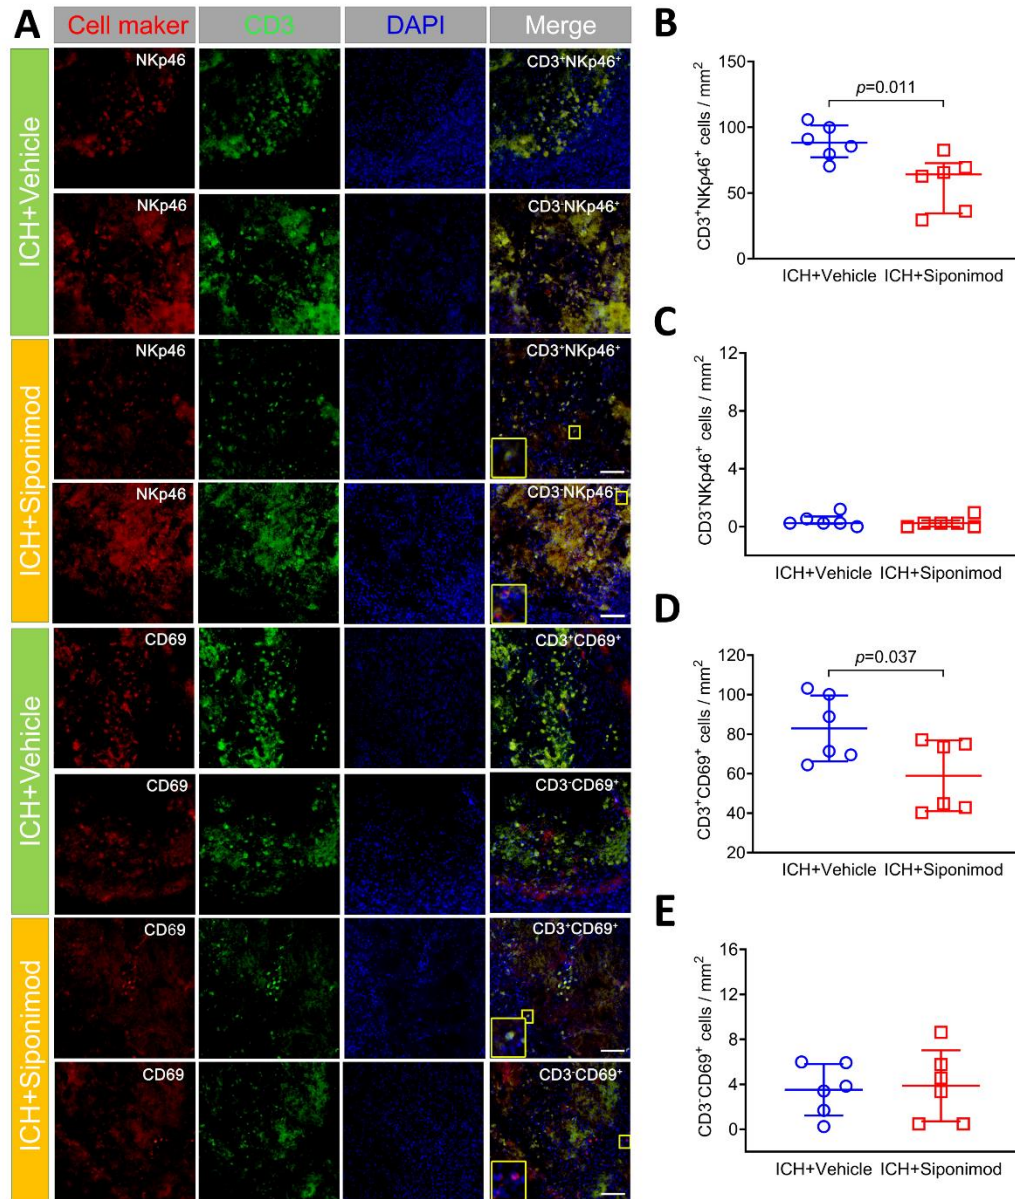 A
Cell maker CD3 DAPI Merge
ICH+Vehicle
NKp46 CD3⁺NKp46⁺
NKp46 CD3⁻NKp46⁺
ICH+Siponimod
NKp46 CD3⁺NKp46⁺
NKp46 CD3⁻NKp46⁺
ICH+Vehicle
CD69 CD3⁺CD69⁺
CD69 CD3⁻CD69⁺
ICH+Siponimod
CD69 CD3⁺CD69⁺
CD69 CD3⁻CD69⁺
B
CD3⁺NKp46⁺ cells / mm²
150
100
50
0
p=0.011
ICH+Vehicle ICH+Siponimod
C
CD3⁻NKp46⁺ cells / mm²
12
8
4
0
ICH+Vehicle ICH+Siponimod
D
CD3⁺CD69⁺ cells / mm²
120
100
80
60
40
20
p=0.037
ICH+Vehicle ICH+Siponimod
E
CD3⁻CD69⁺ cells / mm²
16
12
8
4
0
ICH+Vehicle ICH+Siponimod